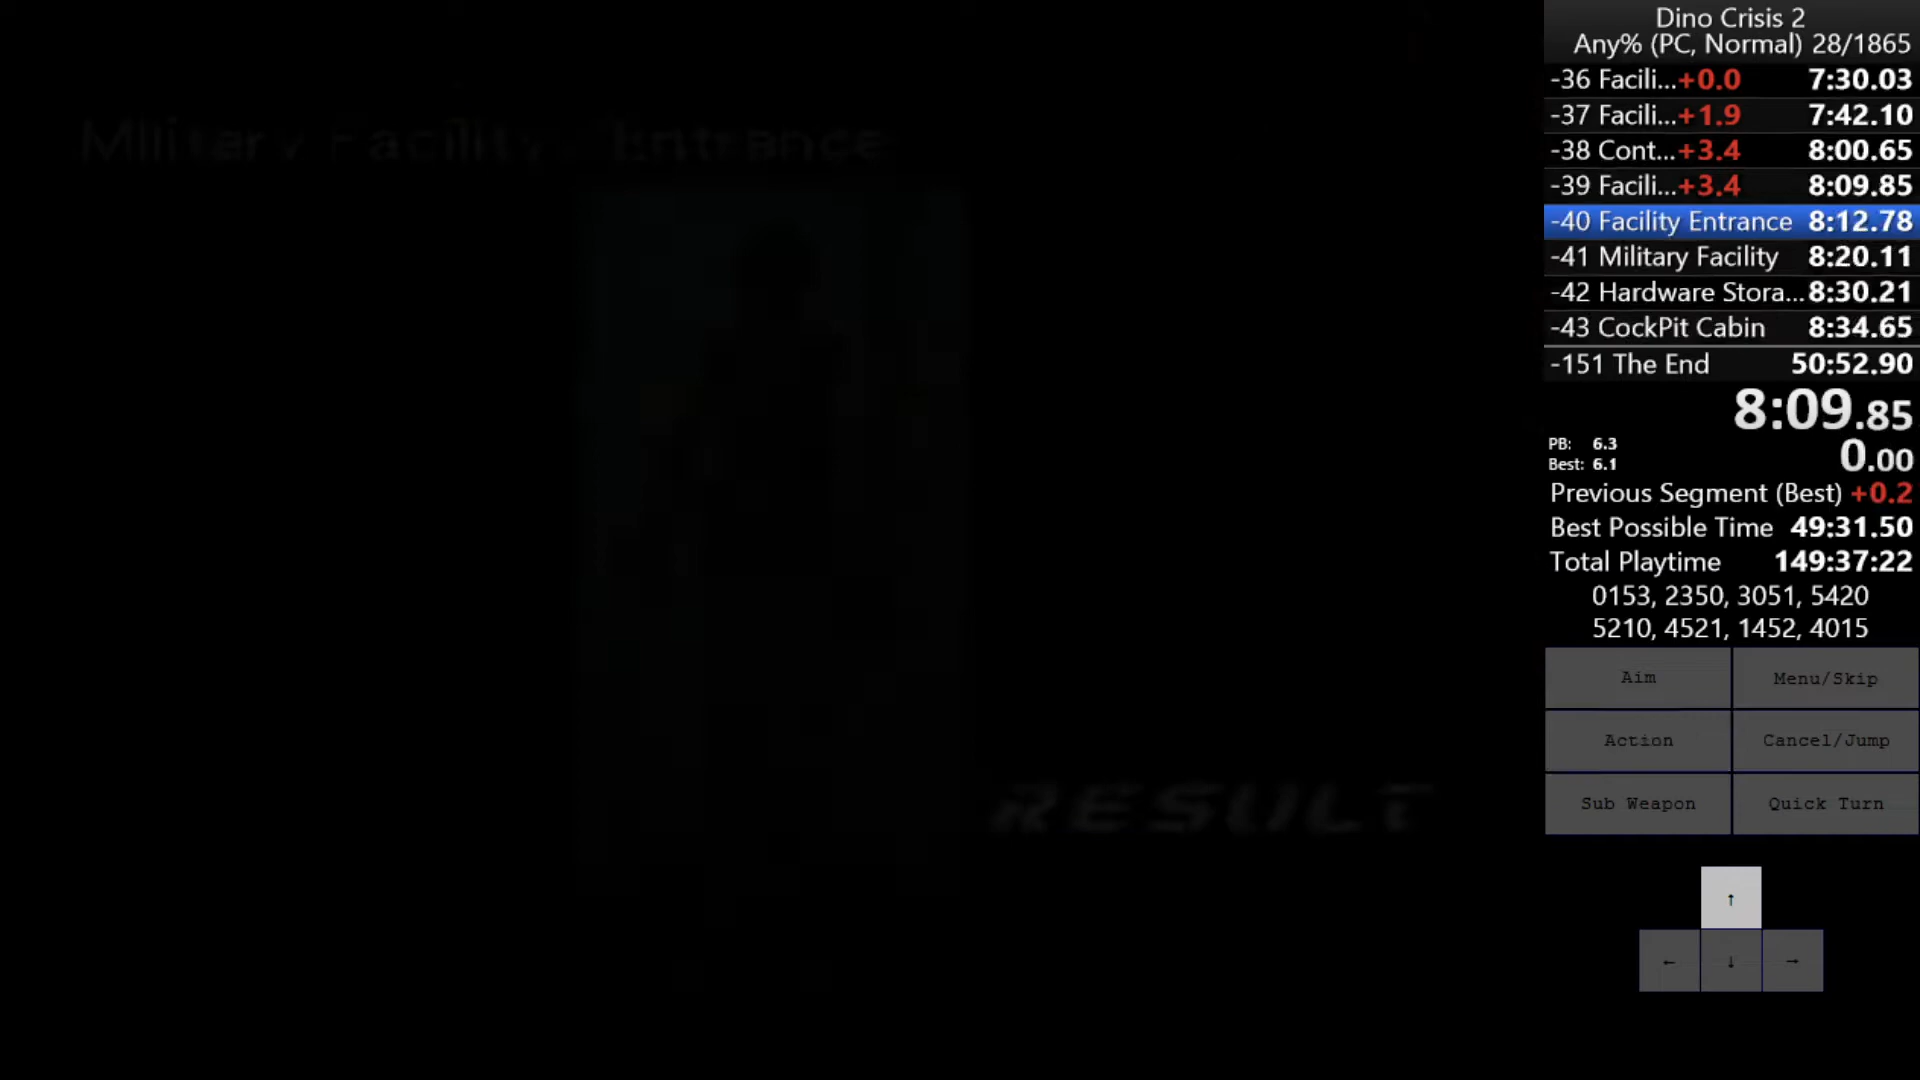 Military Facility Entrance
RESULT
Dino Crisis 2
Any% (PC, Normal) 28/1865
-36 Facili...+0.0 7:30.03
-37 Facili...+1.9 7:42.10
-38 Cont...+3.4 8:00.65
-39 Facili...+3.4 8:09.85
-40 Facility Entrance 8:12.78
-41 Military Facility 8:20.11
-42 Hardware Stora...8:30.21
-43 CockPit Cabin 8:34.65
-151 The End 50:52.90
8:09.85
PB: 6.3
Best: 6.1
0.00
Previous Segment (Best) +0.2
Best Possible Time 49:31.50
Total Playtime 149:37:22
0153, 2350, 3051, 5420
5210, 4521, 1452, 4015
Aim Menu/Skip
Action Cancel/Jump
Sub Weapon Quick Turn
↑
← ↓ →